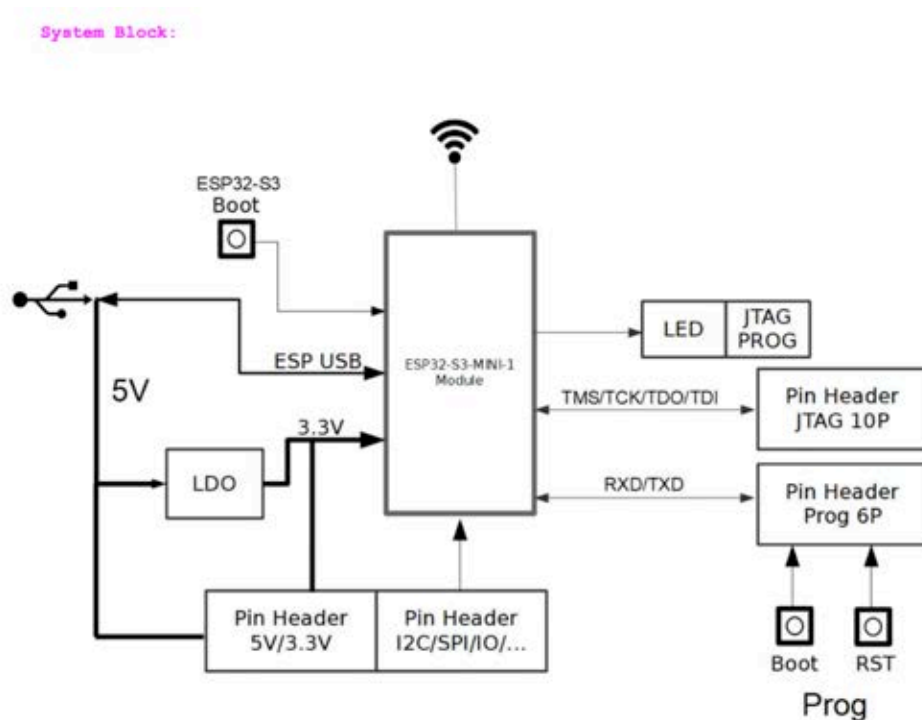 System Block:
ESP32-S3
Boot
ESP USB
5V
3.3V
LDO
ESP32-S3-MINI-1
Module
LED
JTAG
PROG
TMS/TCK/TDO/TDI
Pin Header
JTAG 10P
RXD/TXD
Pin Header
Prog 6P
Pin Header
5V/3.3V
Pin Header
I2C/SPI/IO/...
Boot
RST
Prog